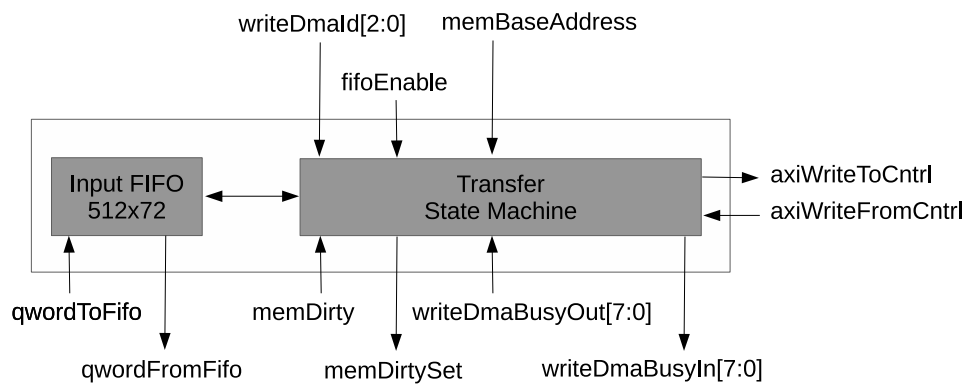 writeDmaId[2:0]
memBaseAddress
fifoEnable
Input FIFO
512x72
Transfer
State Machine
axiWriteToCntrl
axiWriteFromCntrl
qwordToFifo
memDirty
writeDmaBusyOut[7:0]
qwordFromFifo
memDirtySet
writeDmaBusyIn[7:0]